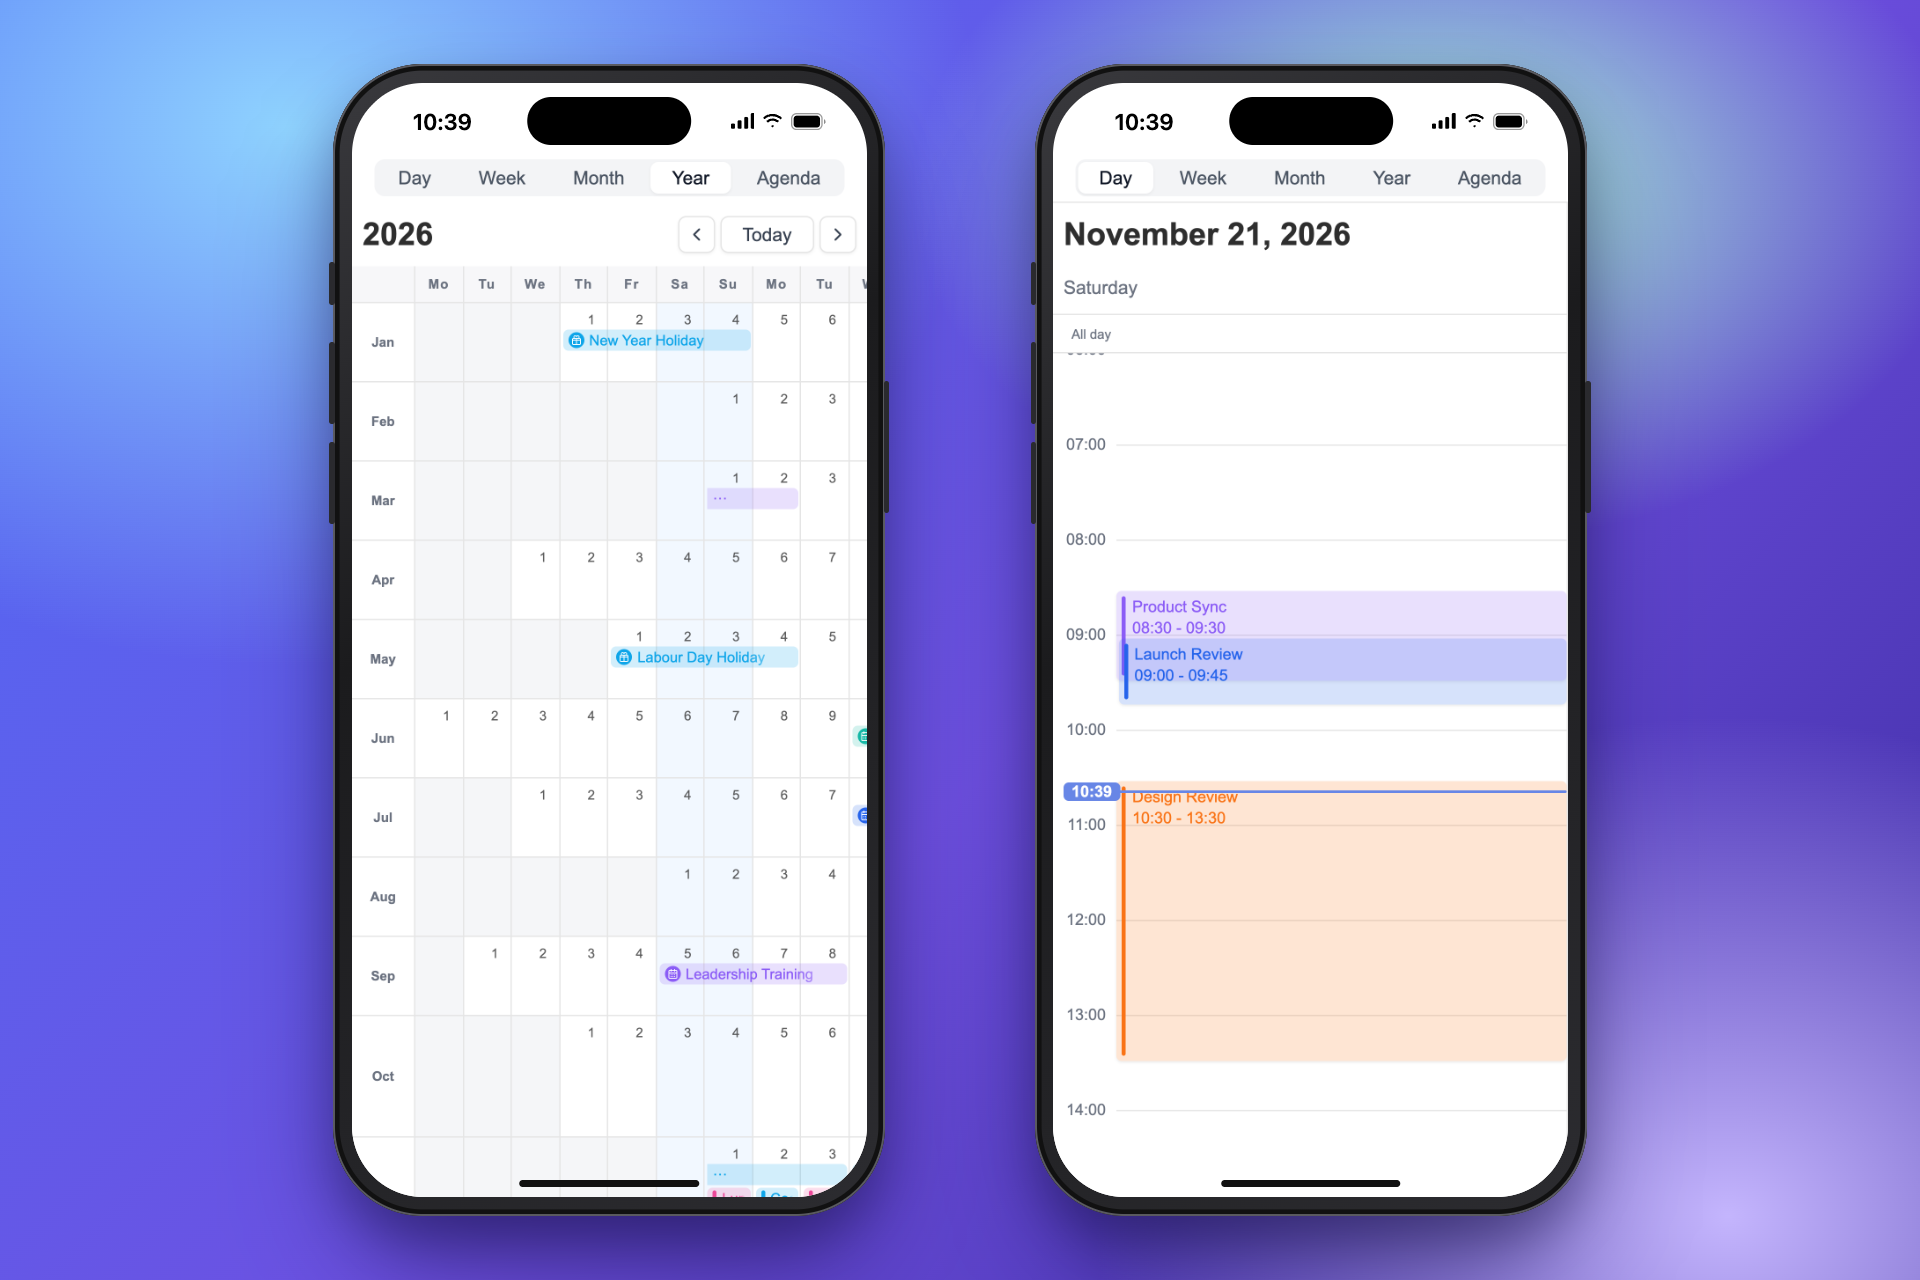 10:39
Day Week Month Year Agenda
2026
Today
Mo Tu We Th Fr Sa Su Mo Tu
Jan 1 2 3 4 5 6
New Year Holiday
Feb 1 2 3
Mar 1 2 3
...
Apr 1 2 3 4 5 6 7
May 1 2 3 4 5
Labour Day Holiday
Jun 1 2 3 4 5 6 7 8 9
Jul 1 2 3 4 5 6 7
Aug 1 2 3 4
Sep 1 2 3 4 5 6 7 8
Leadership Training
Oct 1 2 3 4 5 6
1 2 3
...
10:39
Day Week Month Year Agenda
November 21, 2026
Saturday
All day
07:00
08:00
Product Sync
08:30 - 09:30
09:00
Launch Review
09:00 - 09:45
10:00
10:39
Design Review
10:30 - 13:30
11:00
12:00
13:00
14:00